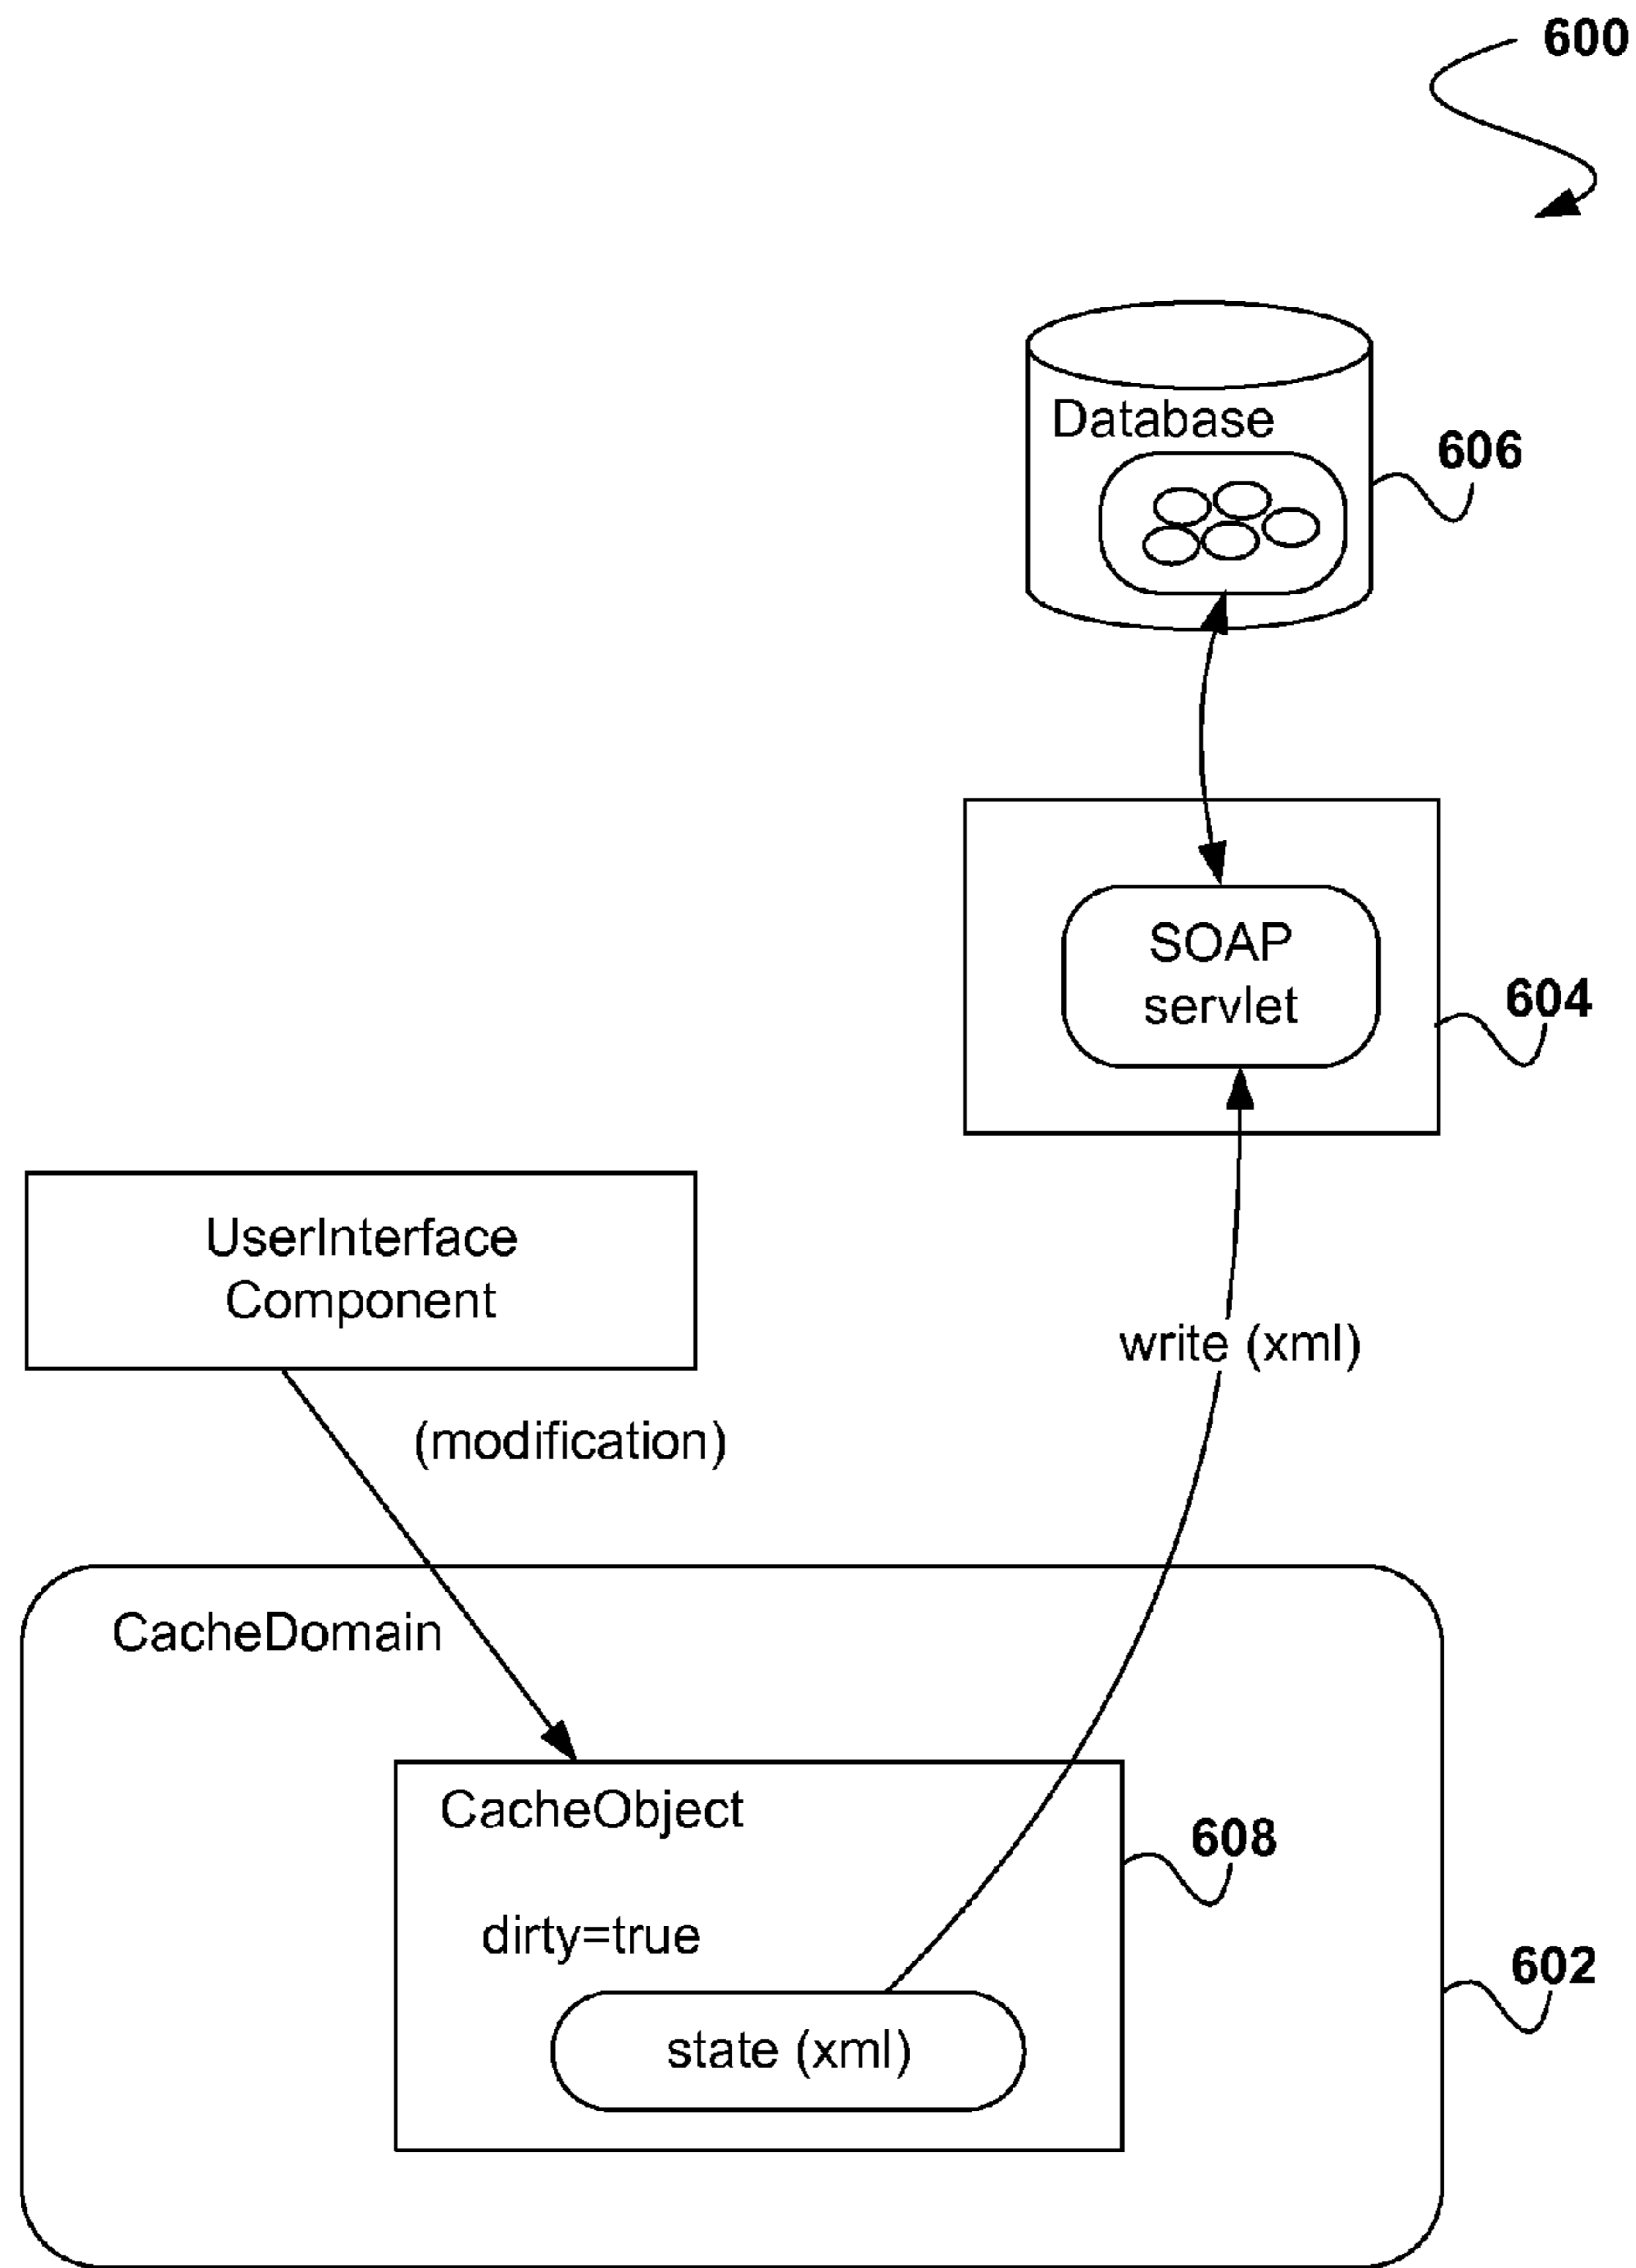 600
Database
606
SOAP
servlet
604
UserInterface
Component
write (xml)
(modification)
CacheDomain
CacheObject
608
dirty=true
602
state (xml)